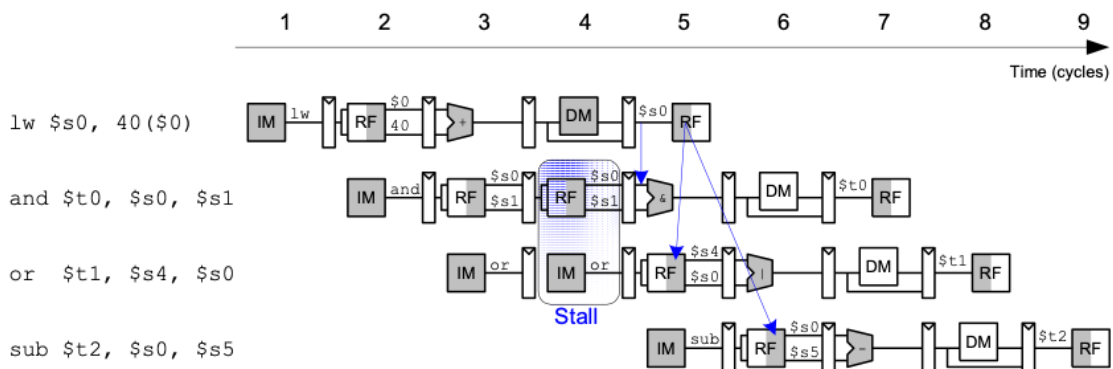 1 2 3 4 5 6 7 8 9
Time (cycles)
lw $s0, 40($0) IM lw RF $0 40 + DM $s0 RF
and $t0, $s0, $s1 IM and RF $s0 $s1 RF $s0 $s1 & DM $t0 RF
or $t1, $s4, $s0 IM or IM or RF $s4 $s0 | DM $t1 RF
Stall
sub $t2, $s0, $s5 IM sub RF $s0 $s5 - DM $t2 RF